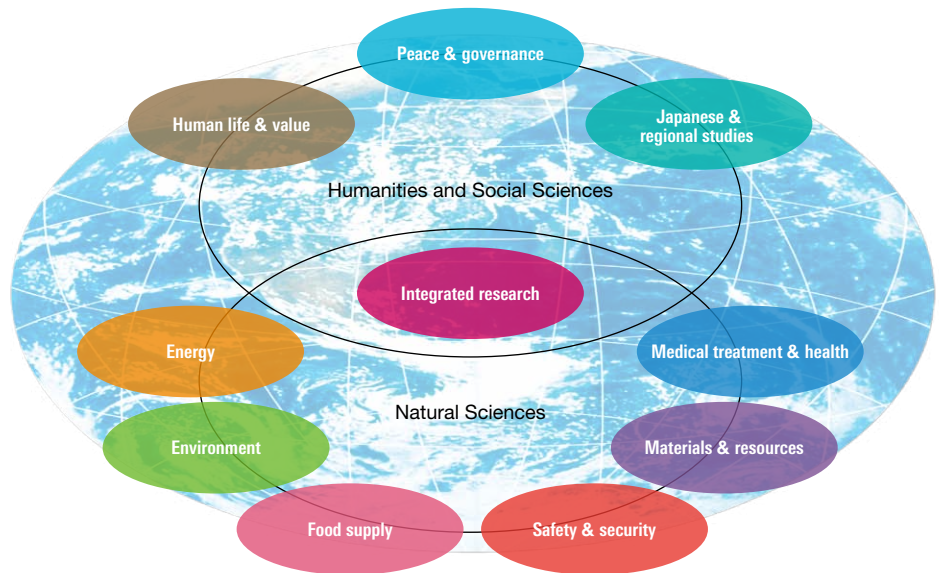 Peace & governance
Human life & value
Japanese &
regional studies
Humanities and Social Sciences
Integrated research
Energy
Medical treatment & health
Natural Sciences
Environment
Materials & resources
Food supply
Safety & security